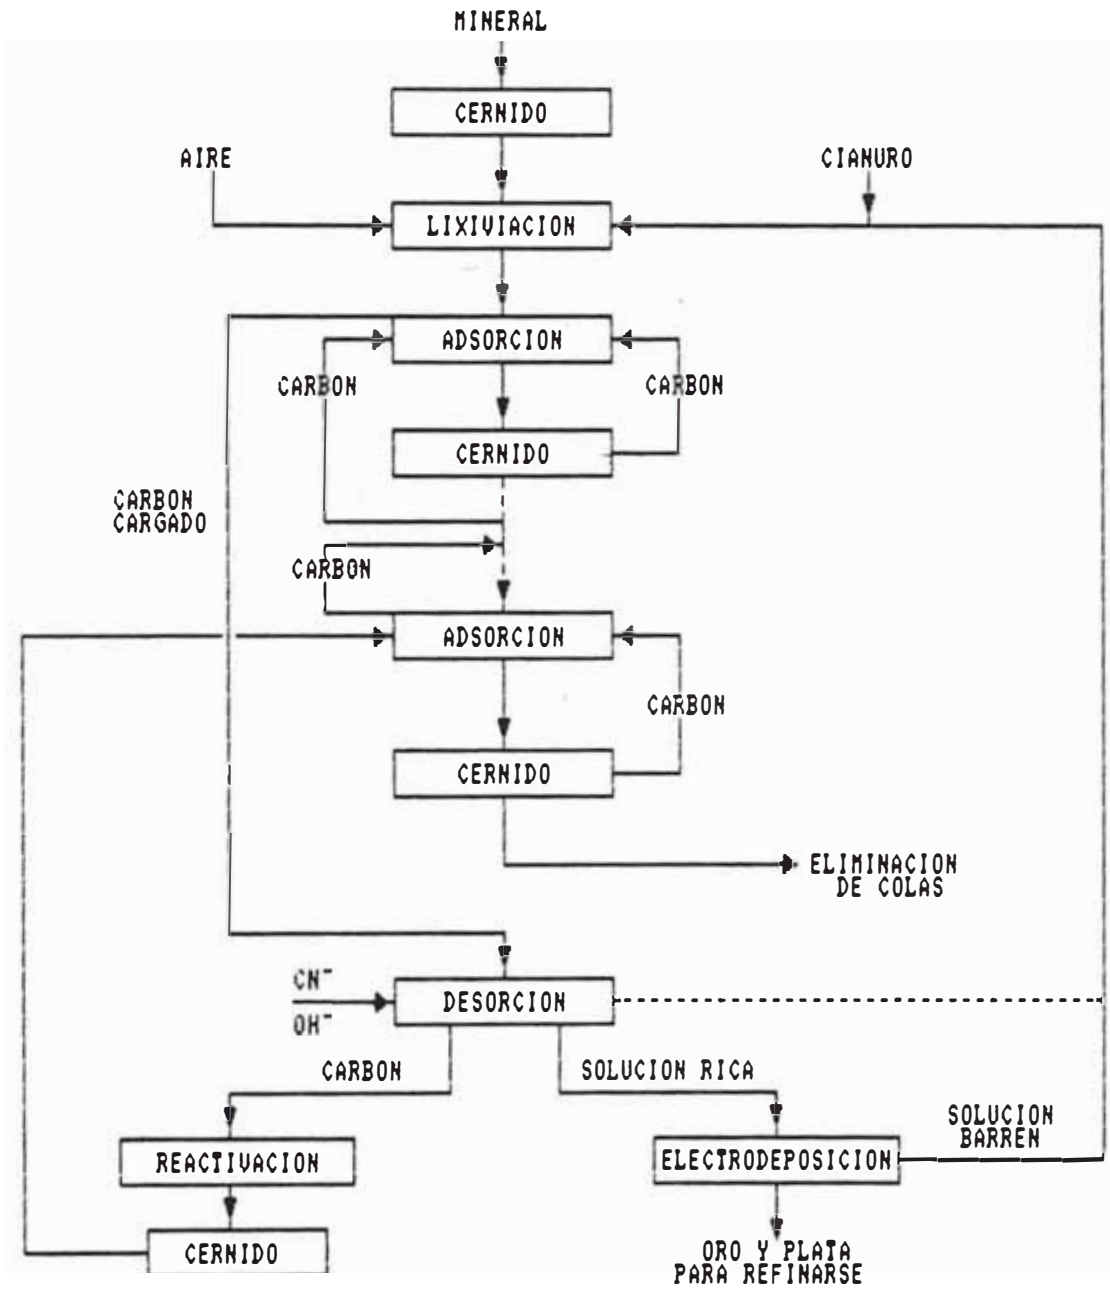 MINERAL
CERNIDO
AIRE
CIANURO
LIXIVIACION
ADSORCION
CARBON
CARBON
CERNIDO
CARBON
CARGADO
CARBON
ADSORCION
CARBON
CERNIDO
ELIMINACION
DE COLAS
CN⁻
DESORCION
OH⁻
CARBON
SOLUCION RICA
SOLUCION
BARREN
REACTIVACION
ELECTRODEPOSICION
CERNIDO
ORO Y PLATA
PARA REFINARSE